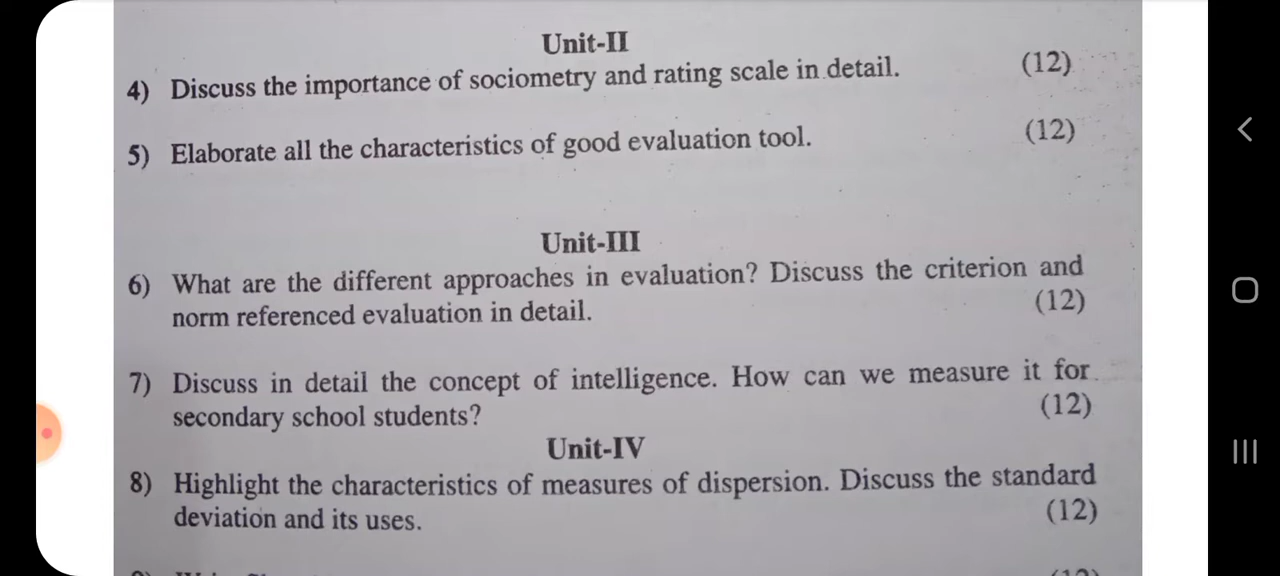 Unit-II
4) Discuss the importance of sociometry and rating scale in detail. (12)
5) Elaborate all the characteristics of good evaluation tool. (12)
Unit-III
6) What are the different approaches in evaluation? Discuss the criterion and
norm referenced evaluation in detail. (12)
7) Discuss in detail the concept of intelligence. How can we measure it for
secondary school students? (12)
Unit-IV
8) Highlight the characteristics of measures of dispersion. Discuss the standard
deviation and its uses. (12)